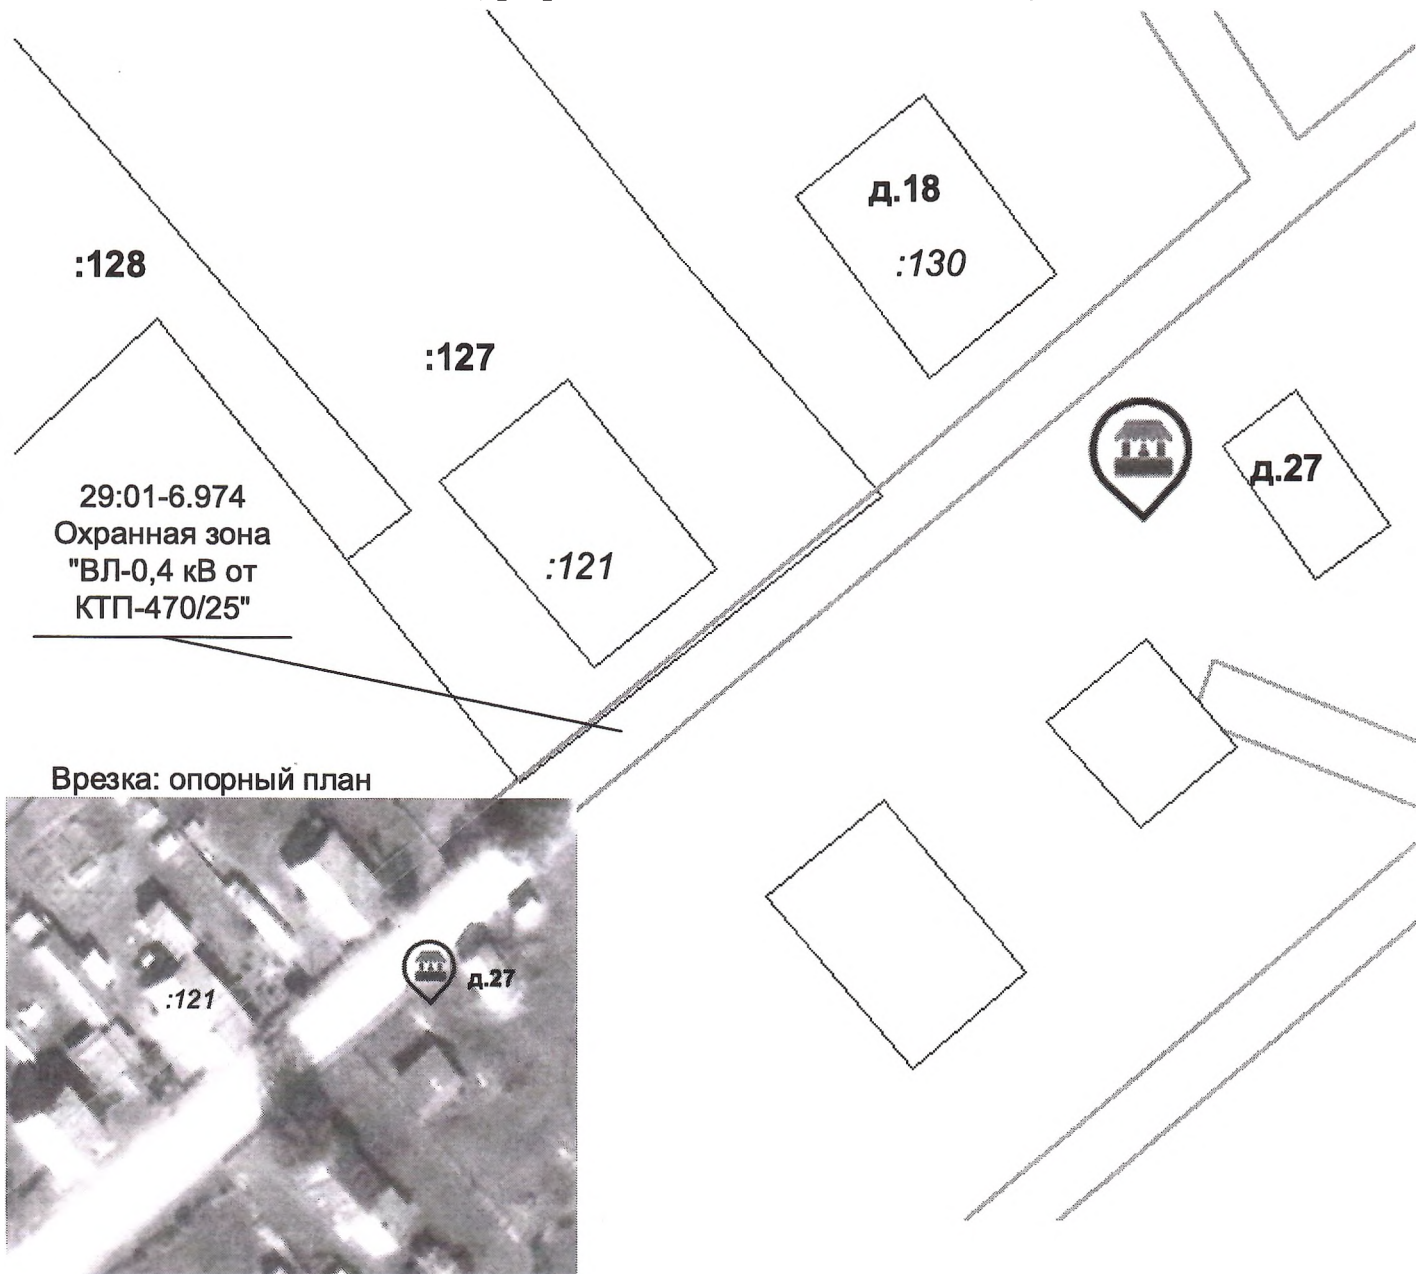 д.18
:130
:128
:127
д.27
29:01-6.974
Охранная зона
"ВЛ-0,4 кВ от
КТП-470/25"
:121
Врезка: опорный план
:121
д.27